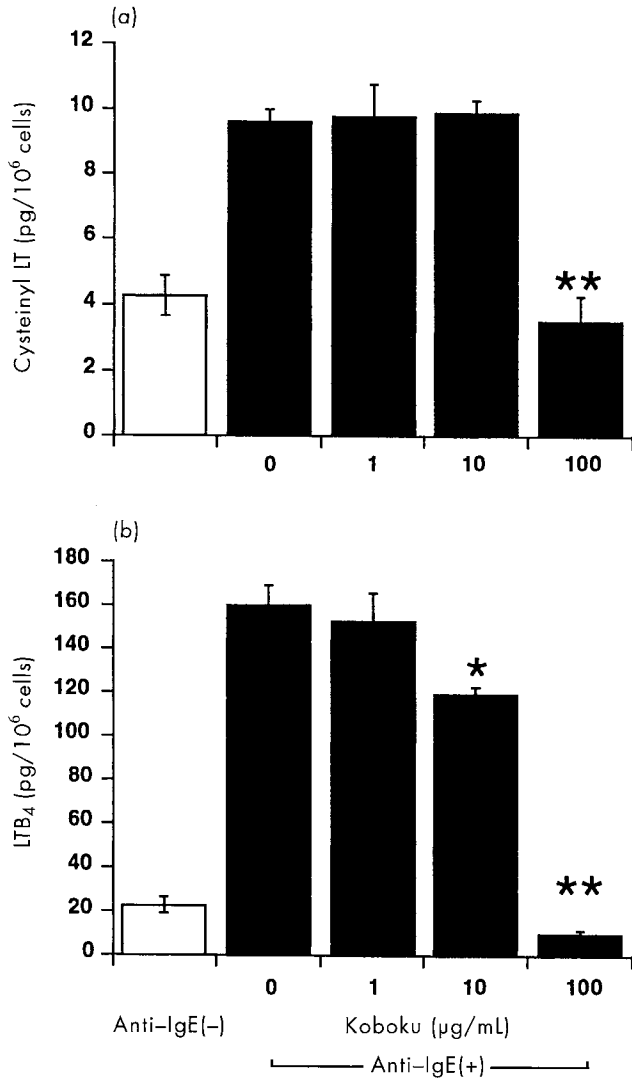 (a)
Cysteinyl LT (pg/10⁶ cells)
12
10
8
6
4
2
0
**
0 1 10 100
(b)
LTB₄ (pg/10⁶ cells)
180
160
140
120
100
80
60
40
20
0
*
**
0 1 10 100
Anti–IgE(–) Koboku (µg/mL)
Anti–IgE(+)